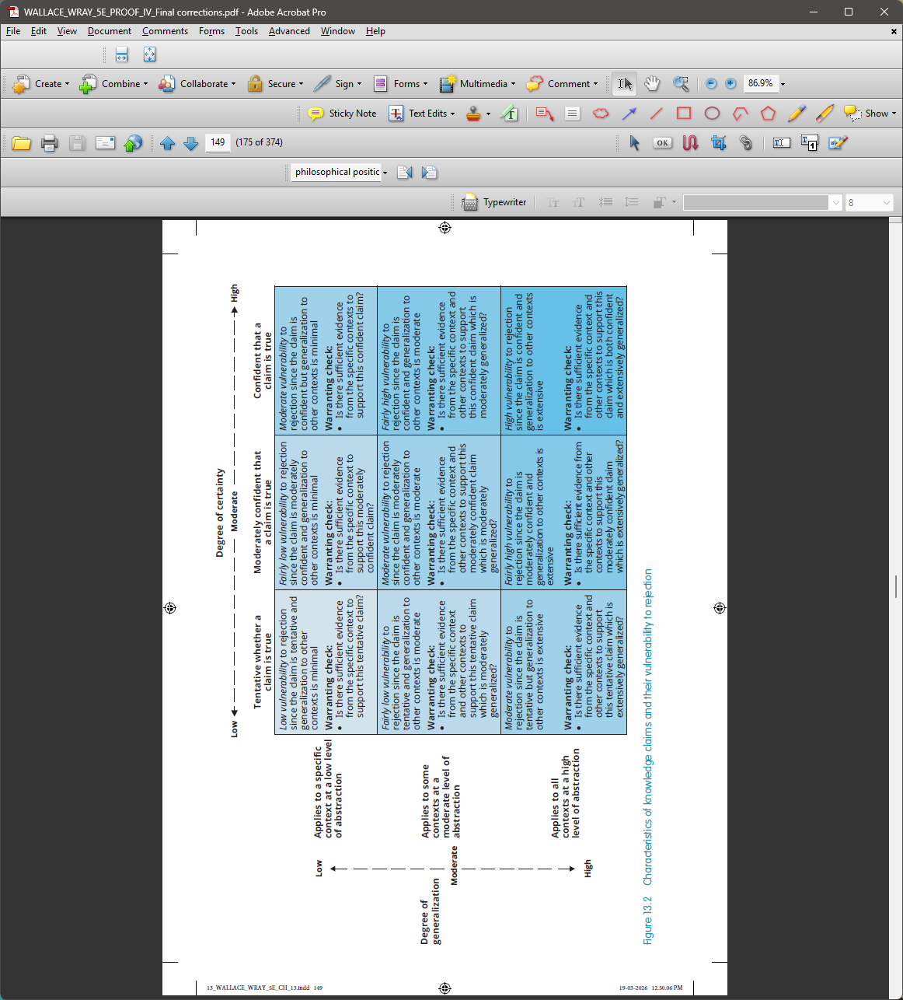 WALLACE_WRAY_5E_PROOF_IV_Final corrections.pdf - Adobe Acrobat Pro
File Edit View Document Comments Forms Tools Advanced Window Help
Create Combine Collaborate Secure Sign Forms Multimedia Comment 86.9%
Sticky Note Text Edits Show
149 (175 of 374) OK
philosophical positic
Typewriter 8
Degree of certainty
Low Moderate High
Tentative whether a
claim is true
Moderately confident that
a claim is true
Confident that a
claim is true
Degree of
generalization
Low
Moderate
High
Applies to a specific
context at a low level
of abstraction
Low vulnerability to rejection
since the claim is tentative and
generalization to other
contexts is minimal
Warranting check:
• Is there sufficient evidence
from the specific context to
support this tentative claim?
Fairly low vulnerability to rejection
since the claim is moderately
confident and generalization to
other contexts is minimal
Warranting check:
• Is there sufficient evidence
from the specific context to
support this moderately
confident claim?
Moderate vulnerability to
rejection since the claim is
confident but generalization to
other contexts is minimal
Warranting check:
• Is there sufficient evidence
from the specific contexts to
support this confident claim?
Applies to some
contexts at a
moderate level of
abstraction
Fairly low vulnerability to
rejection since the claim is
tentative and generalization to
other contexts is moderate
Warranting check:
• Is there sufficient evidence
from the specific context
and other contexts to
support this tentative claim
which is moderately
generalized?
Moderate vulnerability to rejection
since the claim is moderately
confident and generalization to
other contexts is moderate
Warranting check:
• Is there sufficient evidence
from the specific context and
other contexts to support this
moderately confident claim
which is moderately
generalized?
Fairly high vulnerability to
rejection since the claim is
confident and generalization to
other contexts is moderate
Warranting check:
• Is there sufficient evidence
from the specific context and
other contexts to support
this confident claim which is
moderately generalized?
Applies to all
contexts at a high
level of abstraction
Moderate vulnerability to
rejection since the claim is
tentative but generalization to
other contexts is extensive
Warranting check:
• Is there sufficient evidence
from the specific context and
other contexts to support
this tentative claim which is
extensively generalized?
Fairly high vulnerability to
rejection since the claim is
moderately confident and
generalization to other contexts is
extensive
Warranting check:
• Is there sufficient evidence from
the specific context and other
contexts to support this
moderately confident claim
which is extensively generalized?
High vulnerability to rejection
since the claim is confident and
generalization to other contexts
is extensive
Warranting check:
• Is there sufficient evidence
from the specific context and
other contexts to support this
claim which is both confident
and extensively generalized?
Figure 13.2 Characteristics of knowledge claims and their vulnerability to rejection
13_WALLACE_WRAY_5E_CH_13.indd 149
19-03-2026 12:50:06 PM